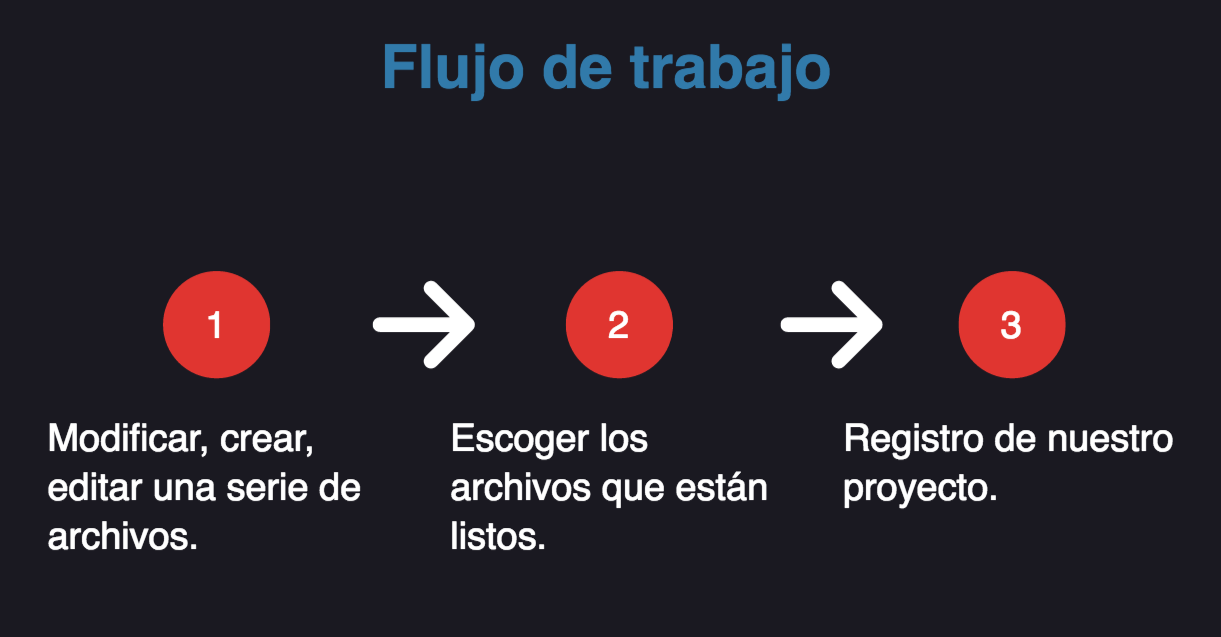 Flujo de trabajo
1
2
3
Modificar, crear,
editar una serie de
archivos.
Escoger los
archivos que están
listos.
Registro de nuestro
proyecto.